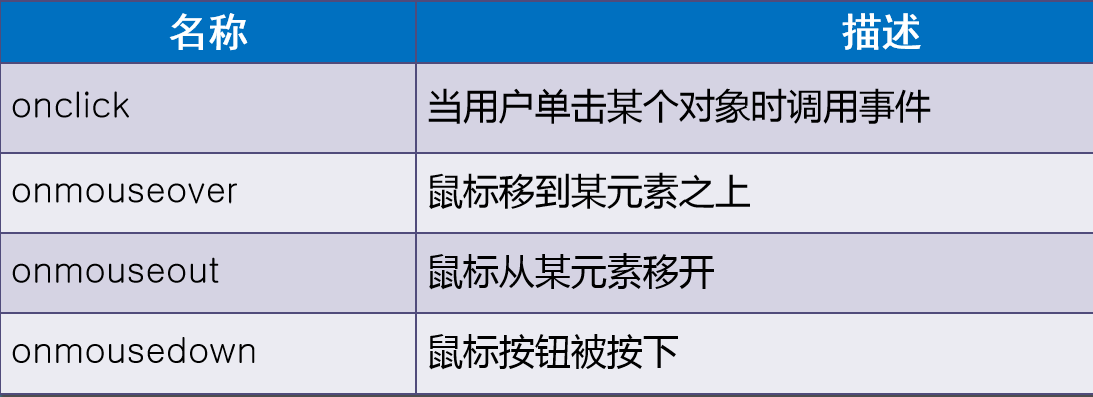 名称 描述
onclick 当用户单击某个对象时调用事件
onmouseover 鼠标移到某元素之上
onmouseout 鼠标从某元素移开
onmousedown 鼠标按钮被按下